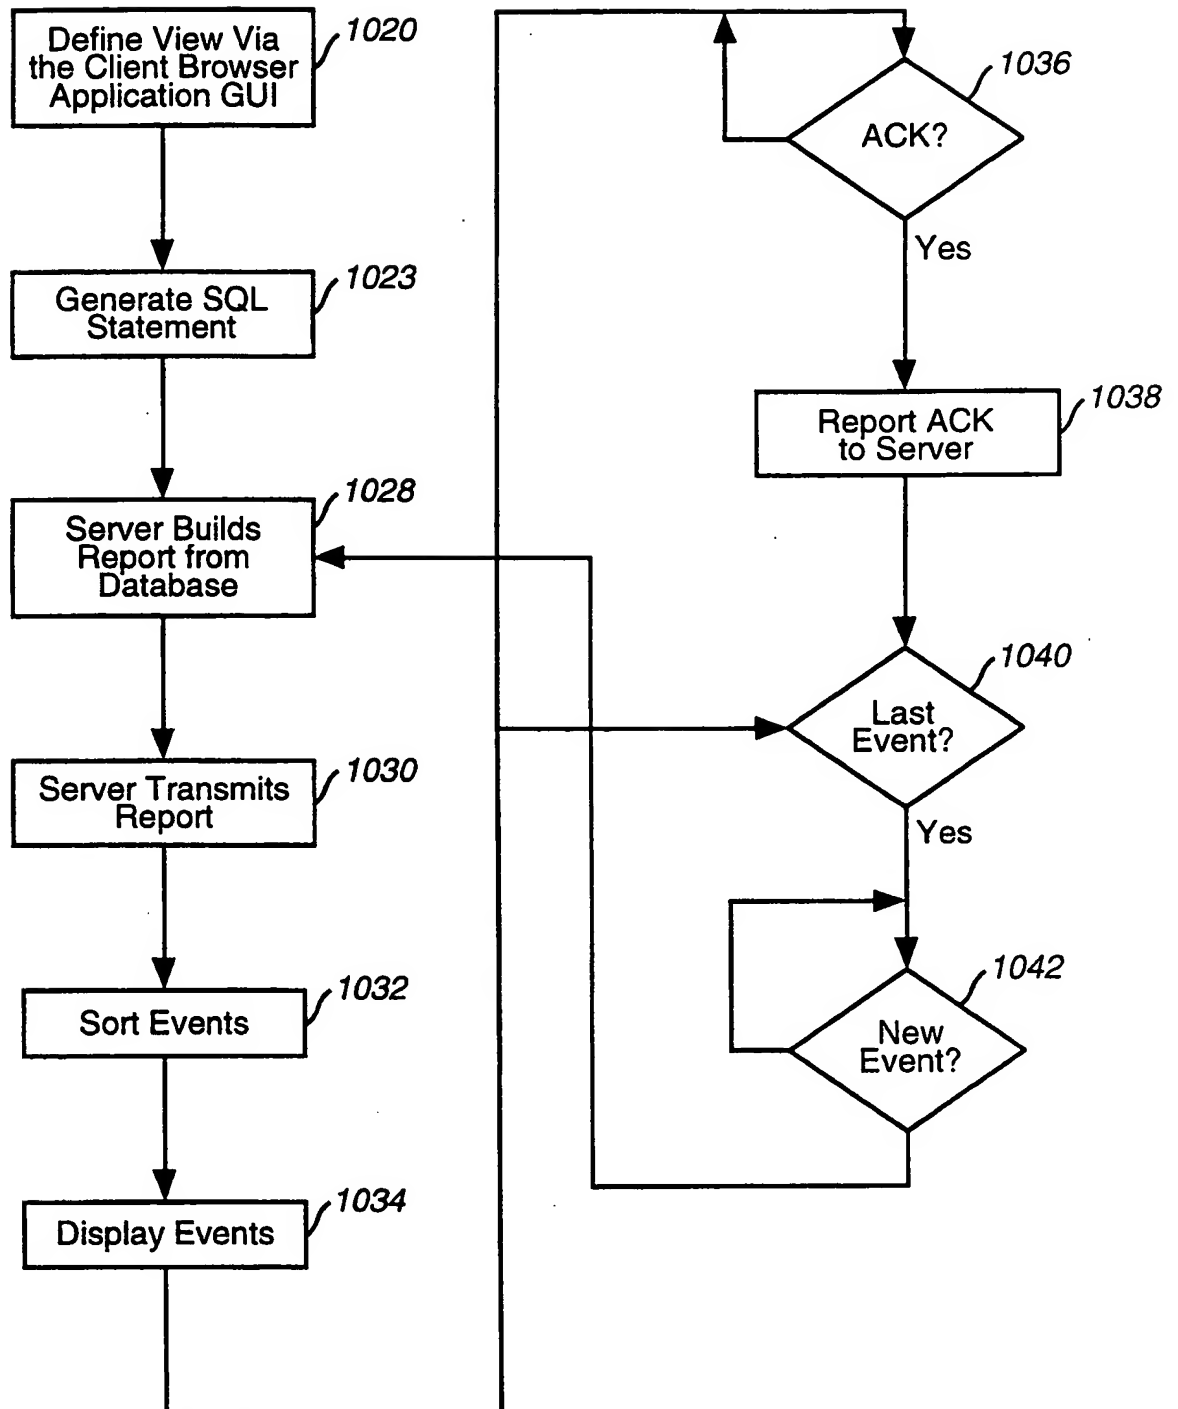 Define View Via
the Client Browser
Application GUI
1020
Generate SQL
Statement
1023
Server Builds
Report from
Database
1028
Server Transmits
Report
1030
Sort Events
1032
Display Events
1034
ACK?
1036
Yes
Report ACK
to Server
1038
Last
Event?
1040
Yes
New
Event?
1042